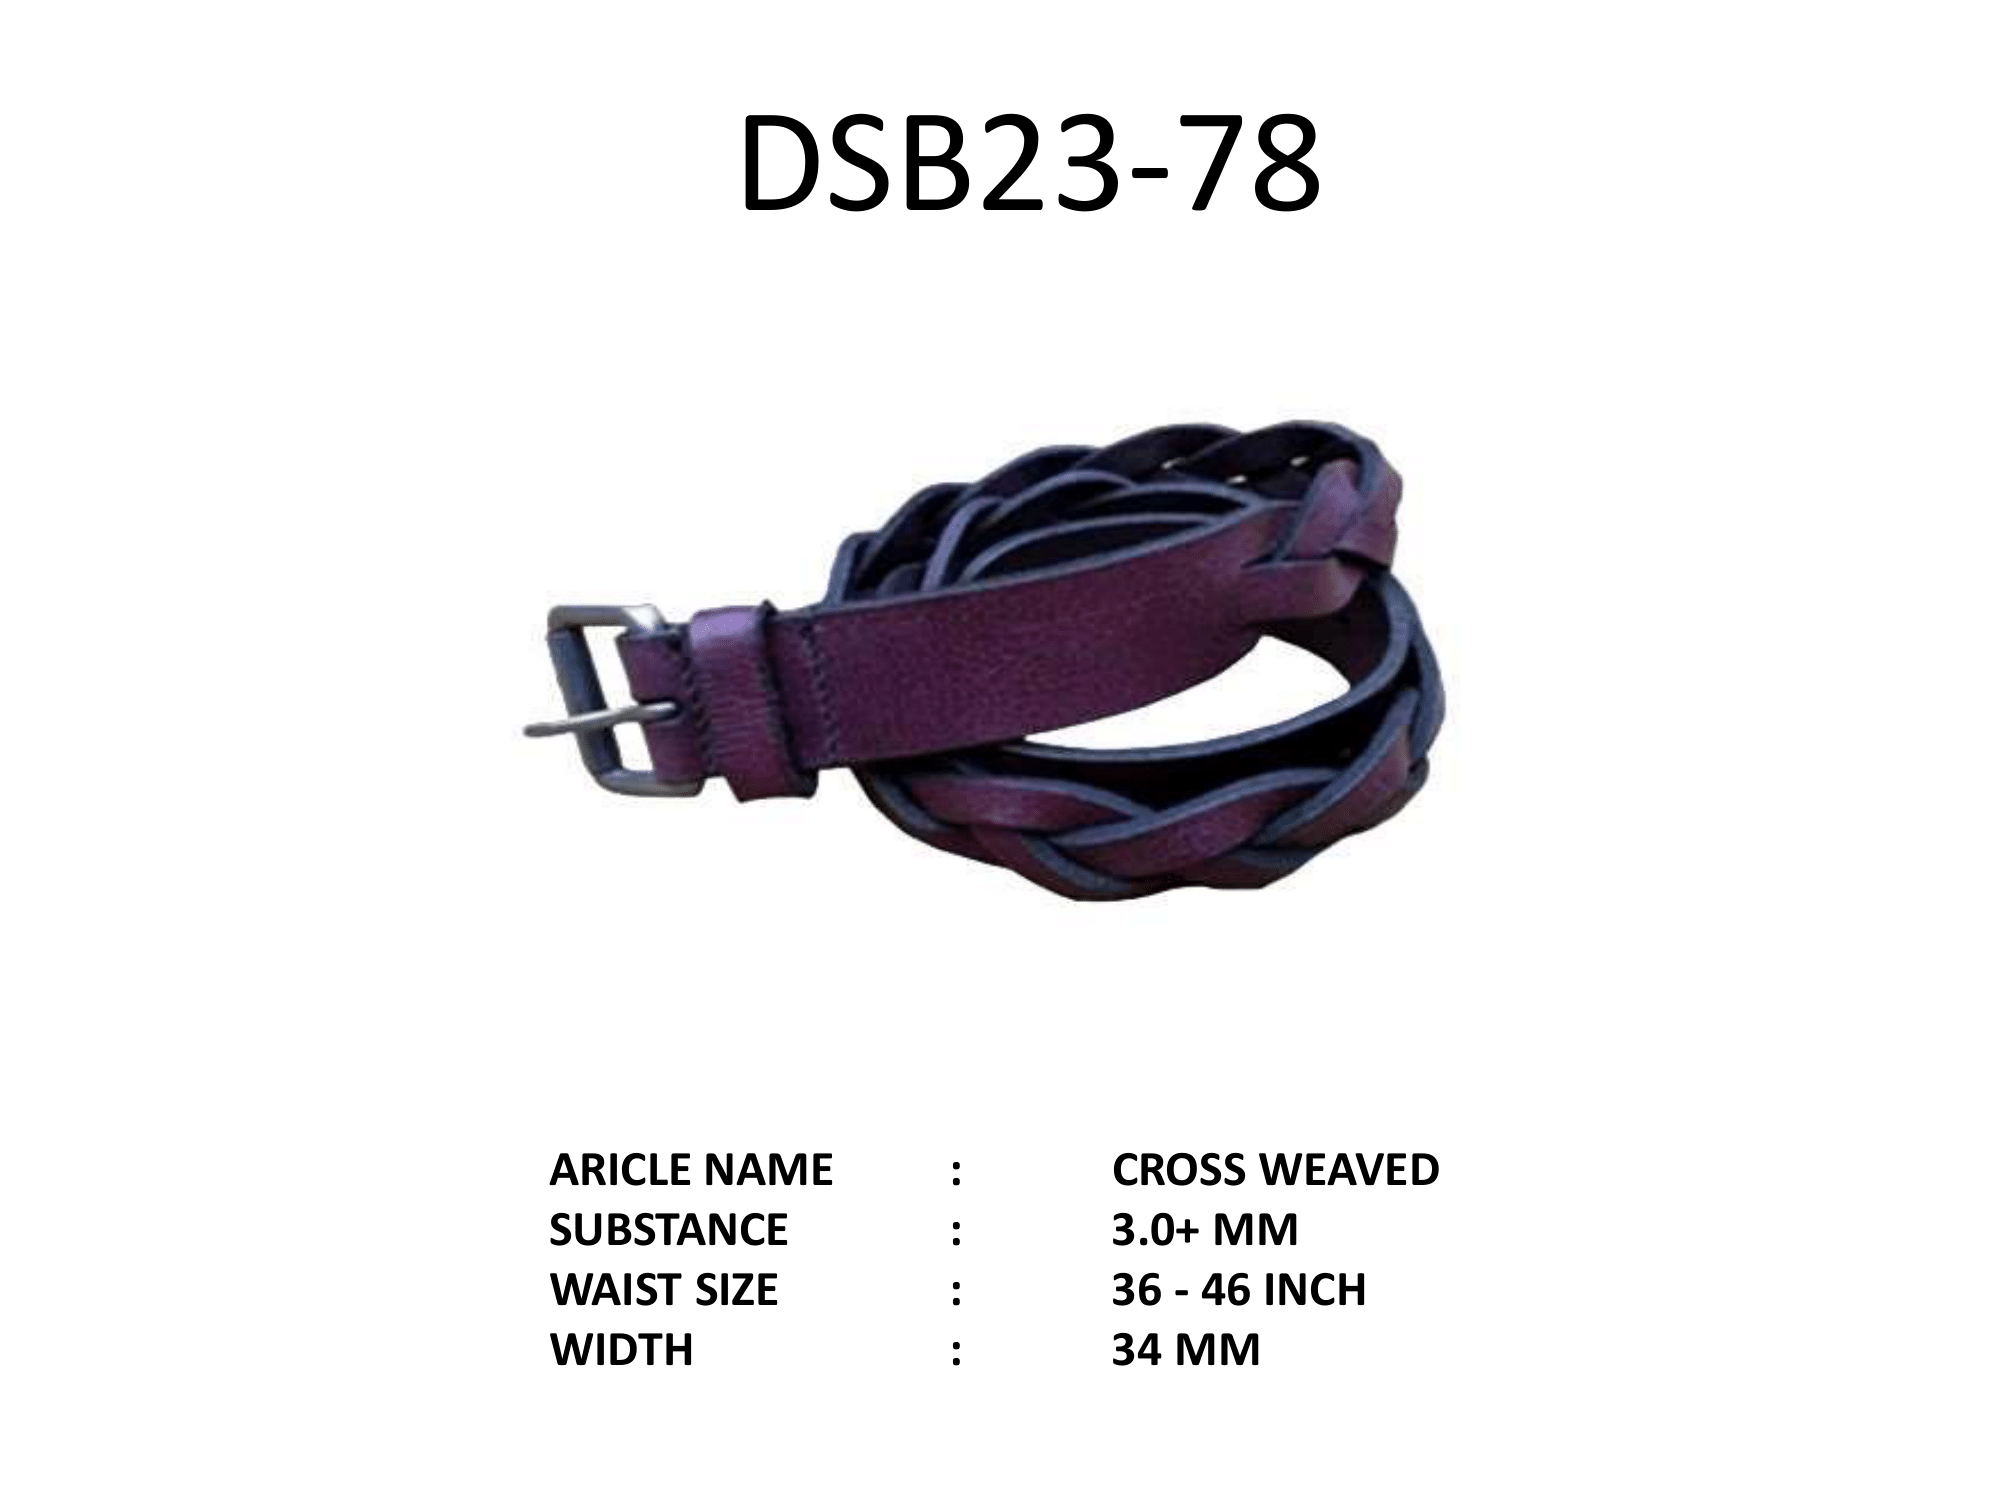 DSB23-78
ARICLE NAME : CROSS WEAVED
SUBSTANCE : 3.0+ MM
WAIST SIZE : 36 - 46 INCH
WIDTH : 34 MM